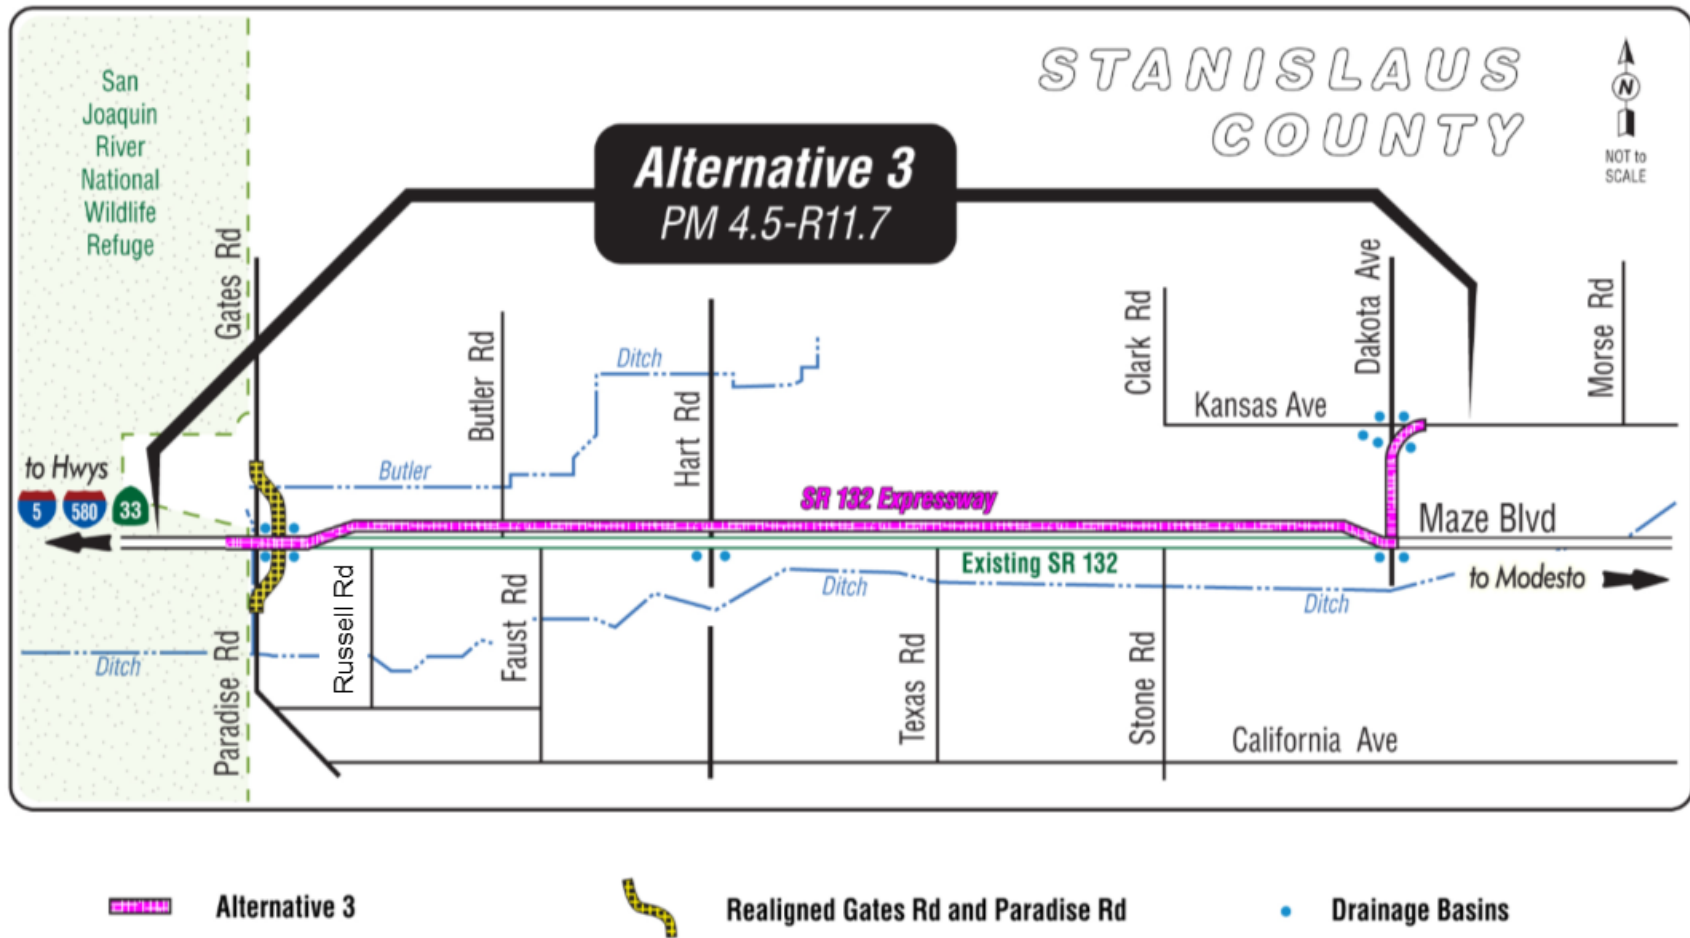 STANISLAUS
COUNTY
N
NOT to
SCALE
San
Joaquin
River
National
Wildlife
Refuge
Alternative 3
PM 4.5-R11.7
Gates Rd
Butler Rd
Ditch
Hart Rd
Clark Rd
Kansas Ave
Dakota Ave
Morse Rd
to Hwys
5
580
33
Butler
SR 132 Expressway
Maze Blvd
Existing SR 132
to Modesto
Ditch
Ditch
Ditch
Paradise Rd
Russell Rd
Faust Rd
Texas Rd
Stone Rd
California Ave
Alternative 3
Realigned Gates Rd and Paradise Rd
Drainage Basins